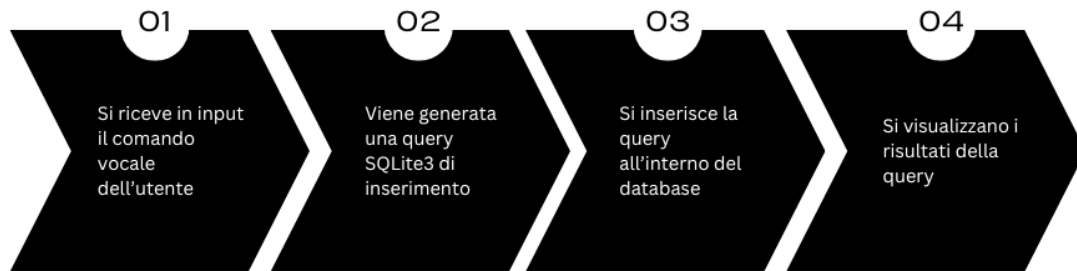 01
Si riceve in input
il comando
vocale
dell'utente
02
Viene generata
una query
SQLite3 di
inserimento
03
Si inserisce la
query
all'interno del
database
04
Si visualizzano i
risultati della
query